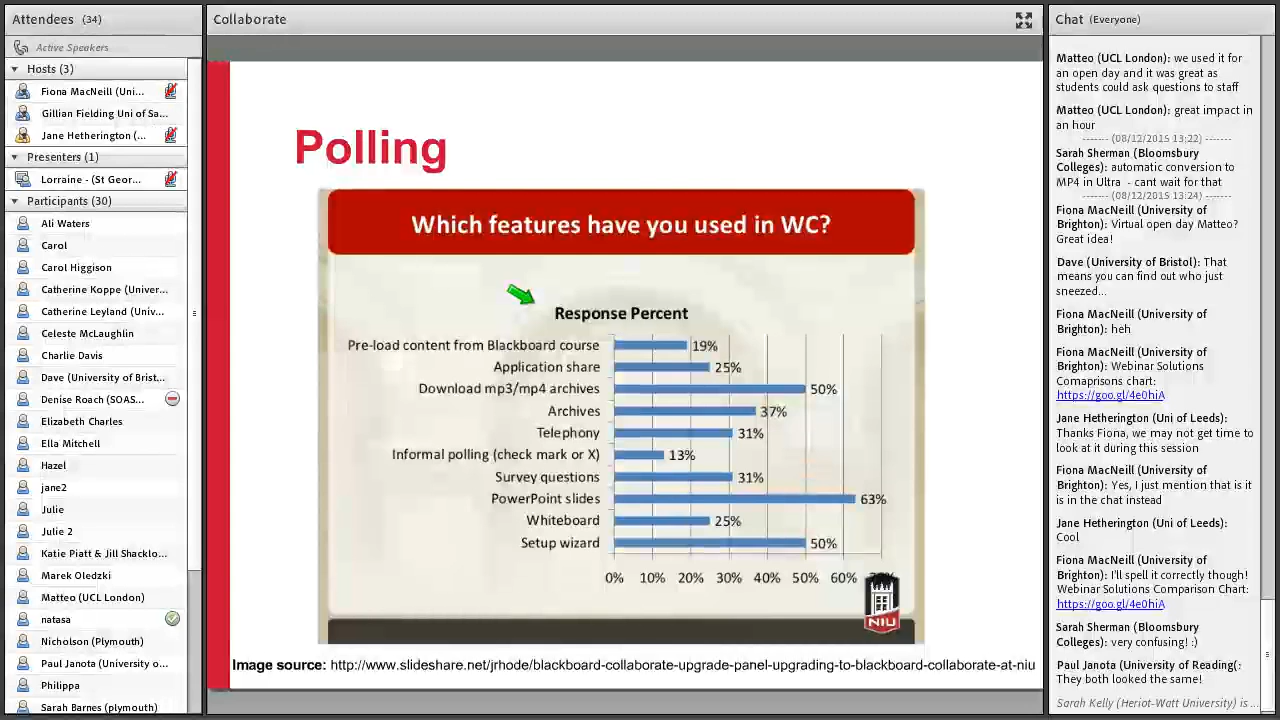 Attendees (34)
Active Speakers
Hosts (3)
Fiona MacNeill (Uni...
Gillian Fielding Uni of Sa...
Jane Hetherington (...
Presenters (1)
Lorraine - (St Geor...
Participants (30)
Ali Waters
Carol
Carol Higgison
Catherine Koppe (Univer...
Catherine Leyland (Univ...
Celeste McLaughlin
Charlie Davis
Dave (University of Brist...
Denise Roach (SOAS...
Elizabeth Charles
Ella Mitchell
Hazel
jane2
Julie
Julie 2
Katie Piatt & Jill Shacklo...
Marek Oledzki
Matteo (UCL London)
natasa
Nicholson (Plymouth)
Paul Janota (University o...
Philippa
Sarah Barnes (plymouth)
Collaborate
Polling
Which features have you used in WC?
Response Percent
Pre-load content from Blackboard course 19%
Application share 25%
Download mp3/mp4 archives 50%
Archives 37%
Telephony 31%
Informal polling (check mark or X) 13%
Survey questions 31%
PowerPoint slides 63%
Whiteboard 25%
Setup wizard 50%
0% 10% 20% 30% 40% 50% 60%
NIU
Image source: http://www.slideshare.net/jrhode/blackboard-collaborate-upgrade-panel-upgrading-to-blackboard-collaborate-at-niu
Chat (Everyone)
Matteo (UCL London): we used it for
an open day and it was great as
students could ask questions to staff
Matteo (UCL London): great impact in
an hour
------- (08/12/2015 13:22) -------
Sarah Sherman (Bloomsbury
Colleges): automatic conversion to
MP4 in Ultra - cant wait for that
------- (08/12/2015 13:24) -------
Fiona MacNeill (University of
Brighton): Virtual open day Matteo?
Great idea!
Dave (University of Bristol): That
means you can find out who just
sneezed...
Fiona MacNeill (University of
Brighton): heh
Fiona MacNeill (University of
Brighton): Webinar Solutions
Comaprisons chart:
https://goo.gl/4e0hiA
Jane Hetherington (Uni of Leeds):
Thanks Fiona, we may not get time to
look at it during this session
Fiona MacNeill (University of
Brighton): Yes, I just mention that is it
is in the chat instead
Jane Hetherington (Uni of Leeds):
Cool
Fiona MacNeill (University of
Brighton): I'll spell it correctly though!
Webinar Solutions Comparison Chart:
https://goo.gl/4e0hiA
Sarah Sherman (Bloomsbury
Colleges): very confusing! :)
Paul Janota (University of Reading(:
They both looked the same!
Sarah Kelly (Heriot-Watt University) is ...